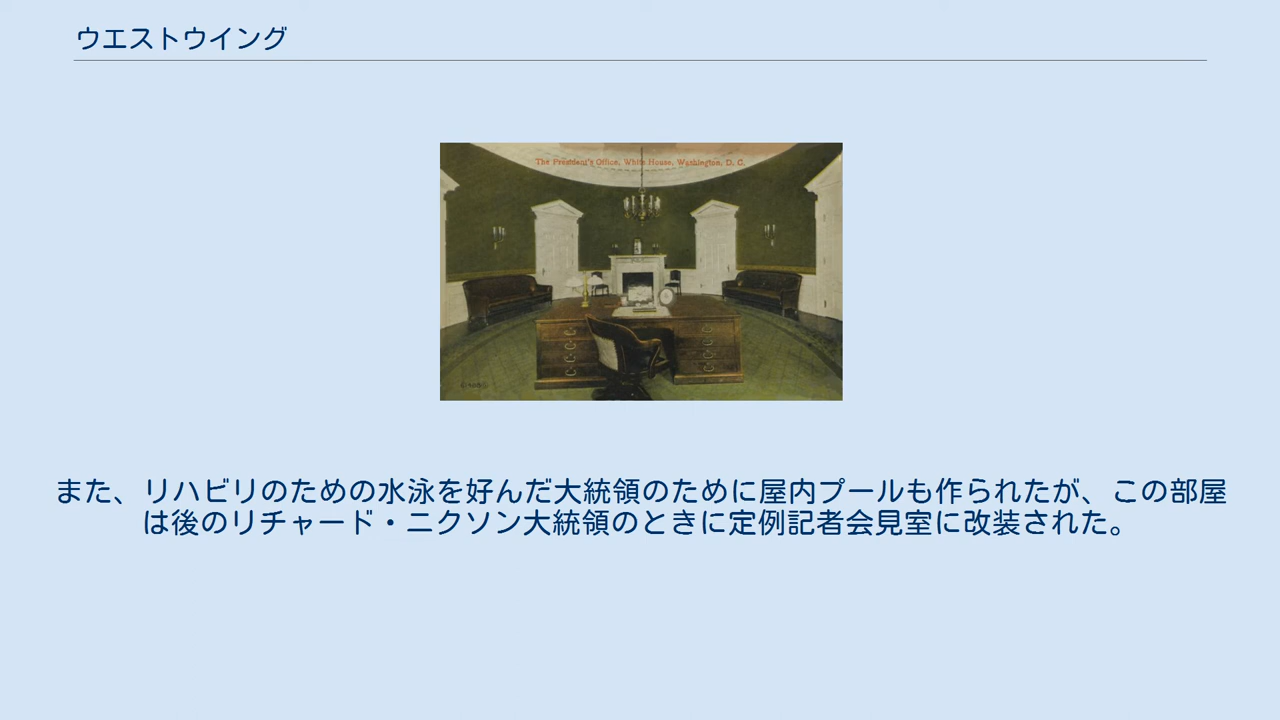 ウエストウイング
The President's Office, White House, Washington, D. C.
また、リハビリのための水泳を好んだ大統領のために屋内プールも作られたが、この部屋
は後のリチャード・ニクソン大統領のときに定例記者会見室に改装された。